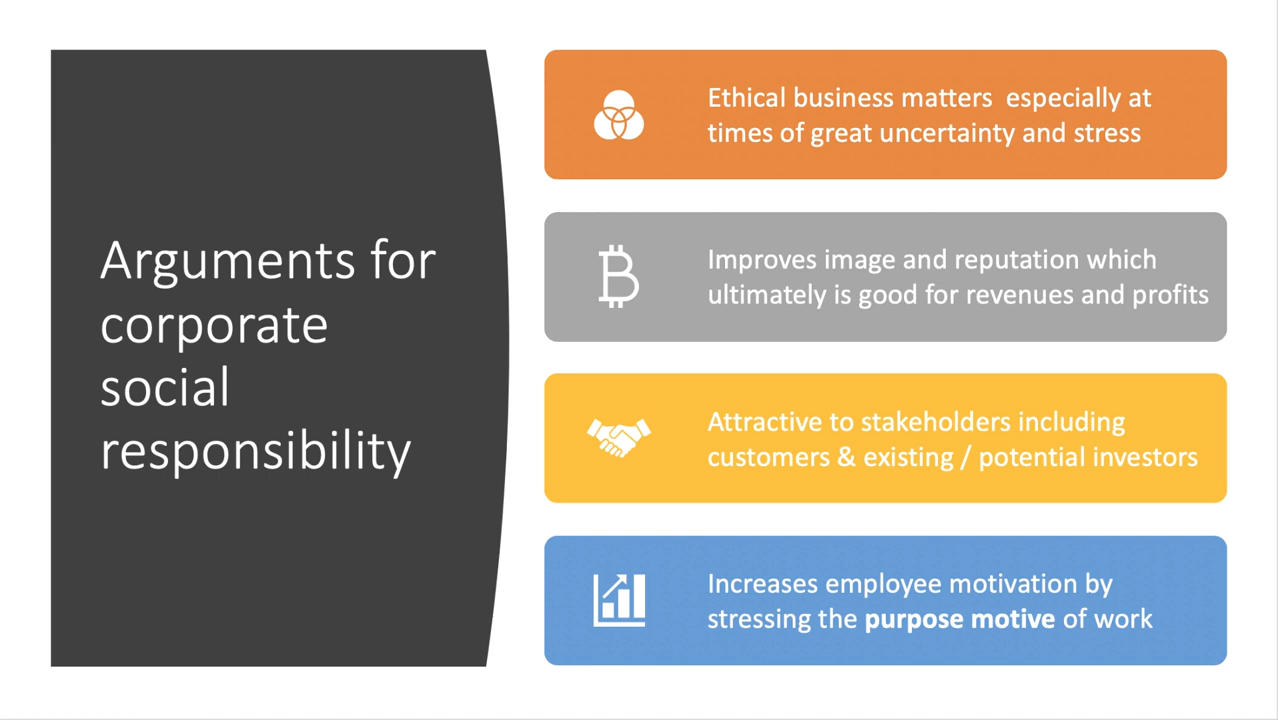 Arguments for
corporate
social
responsibility
Ethical business matters  especially at
times of great uncertainty and stress
Improves image and reputation which
ultimately is good for revenues and profits
Attractive to stakeholders including
customers & existing / potential investors
Increases employee motivation by
stressing the purpose motive of work